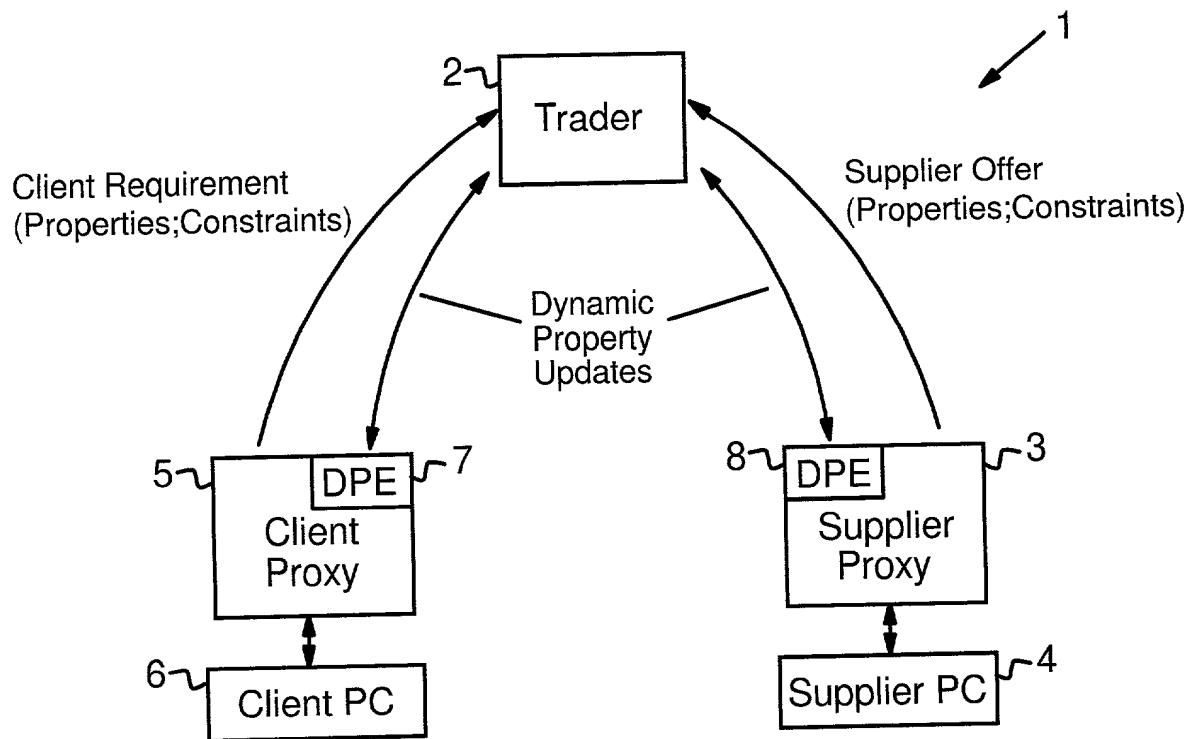 1
2
Trader
Client Requirement
(Properties;Constraints)
Supplier Offer
(Properties;Constraints)
Dynamic
Property
Updates
5
DPE
7
Client
Proxy
8
DPE
3
Supplier
Proxy
6
Client PC
Supplier PC
4